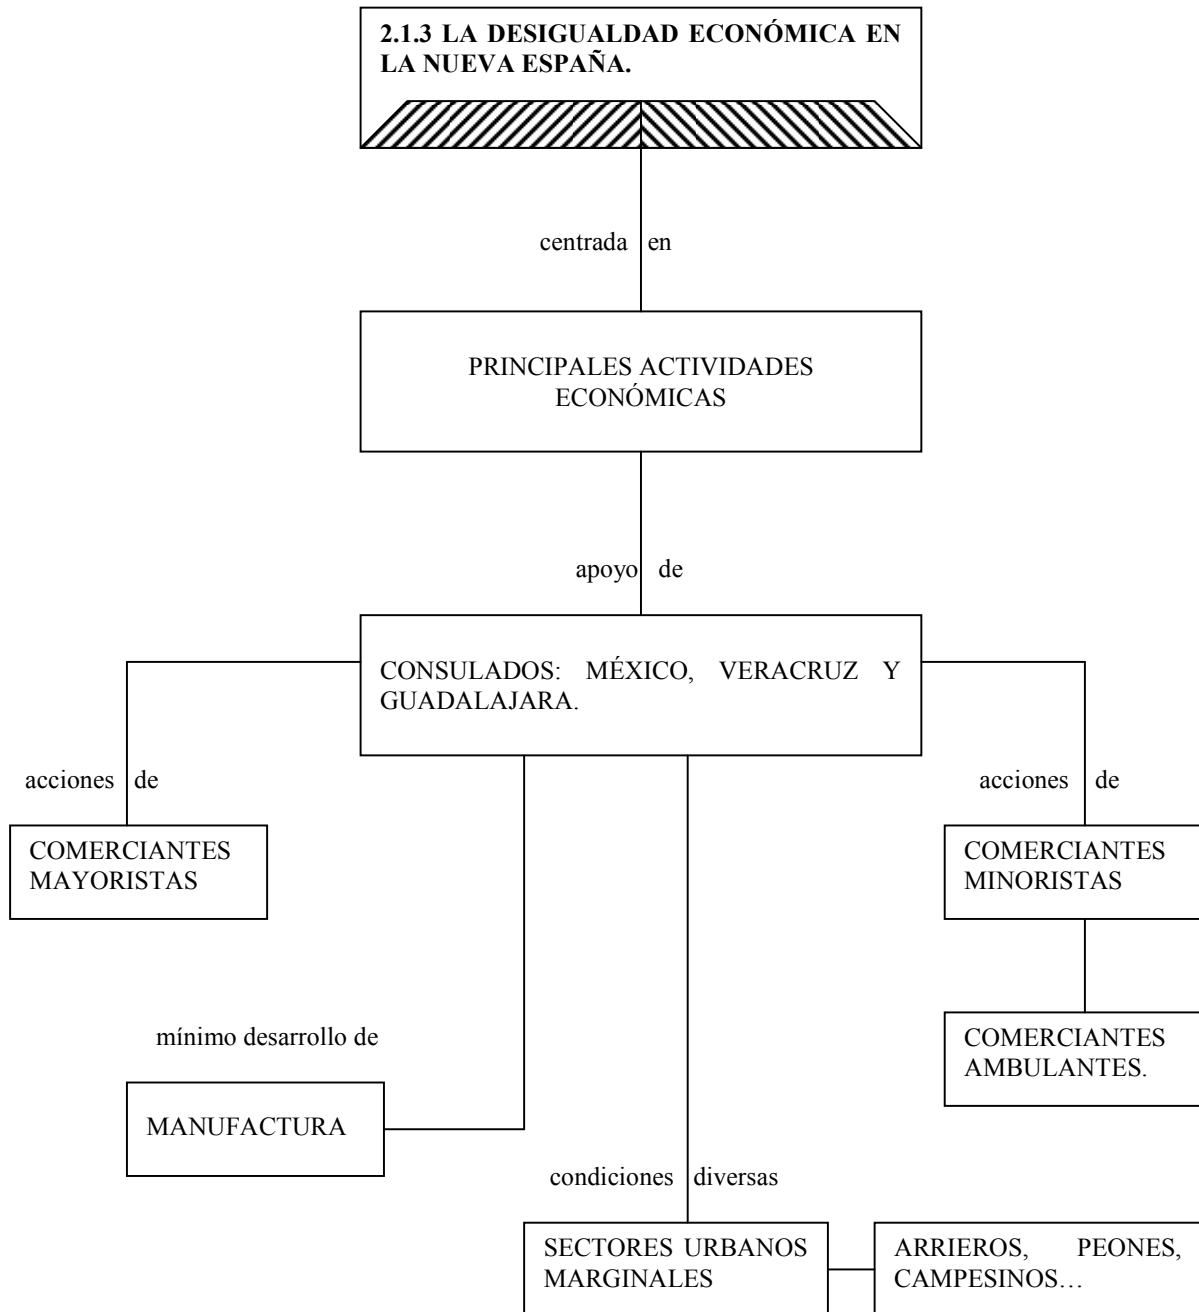 2.1.3 LA DESIGUALDAD ECONÓMICA EN
LA NUEVA ESPAÑA.
centrada en
PRINCIPALES ACTIVIDADES
ECONÓMICAS
apoyo de
CONSULADOS: MÉXICO, VERACRUZ Y
GUADALAJARA.
acciones de
COMERCIANTES
MAYORISTAS
acciones de
COMERCIANTES
MINORISTAS
COMERCIANTES
AMBULANTES.
mínimo desarrollo de
MANUFACTURA
condiciones diversas
SECTORES URBANOS
MARGINALES
ARRIEROS, PEONES,
CAMPESINOS…